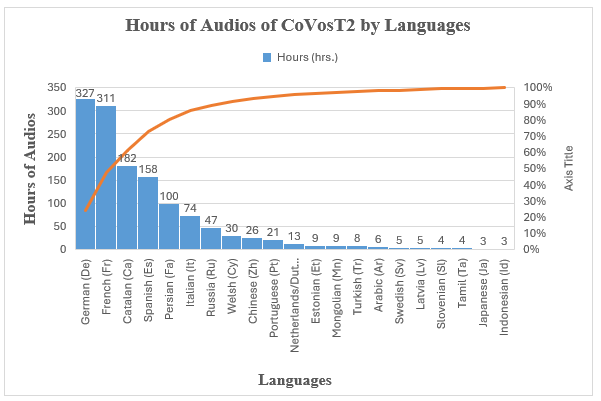 Hours of Audios of CoVosT2 by Languages
Hours (hrs.)
Hours of Audios
350
300
250
200
150
100
50
0
327
311
182
158
100
74
47
30
26
21
13
9
9
8
6
5
5
4
4
3
3
100%
90%
80%
70%
60%
50%
40%
30%
20%
10%
0%
Axis Title
German (De)
French (Fr)
Catalan (Ca)
Spanish (Es)
Persian (Fa)
Italian (It)
Russia (Ru)
Welsh (Cy)
Chinese (Zh)
Portuguese (Pt)
Netherlands/Dut...
Estonian (Et)
Mongolian (Mn)
Turkish (Tr)
Arabic (Ar)
Swedish (Sv)
Latvia (Lv)
Slovenian (Sl)
Tamil (Ta)
Japanese (Ja)
Indonesian (Id)
Languages